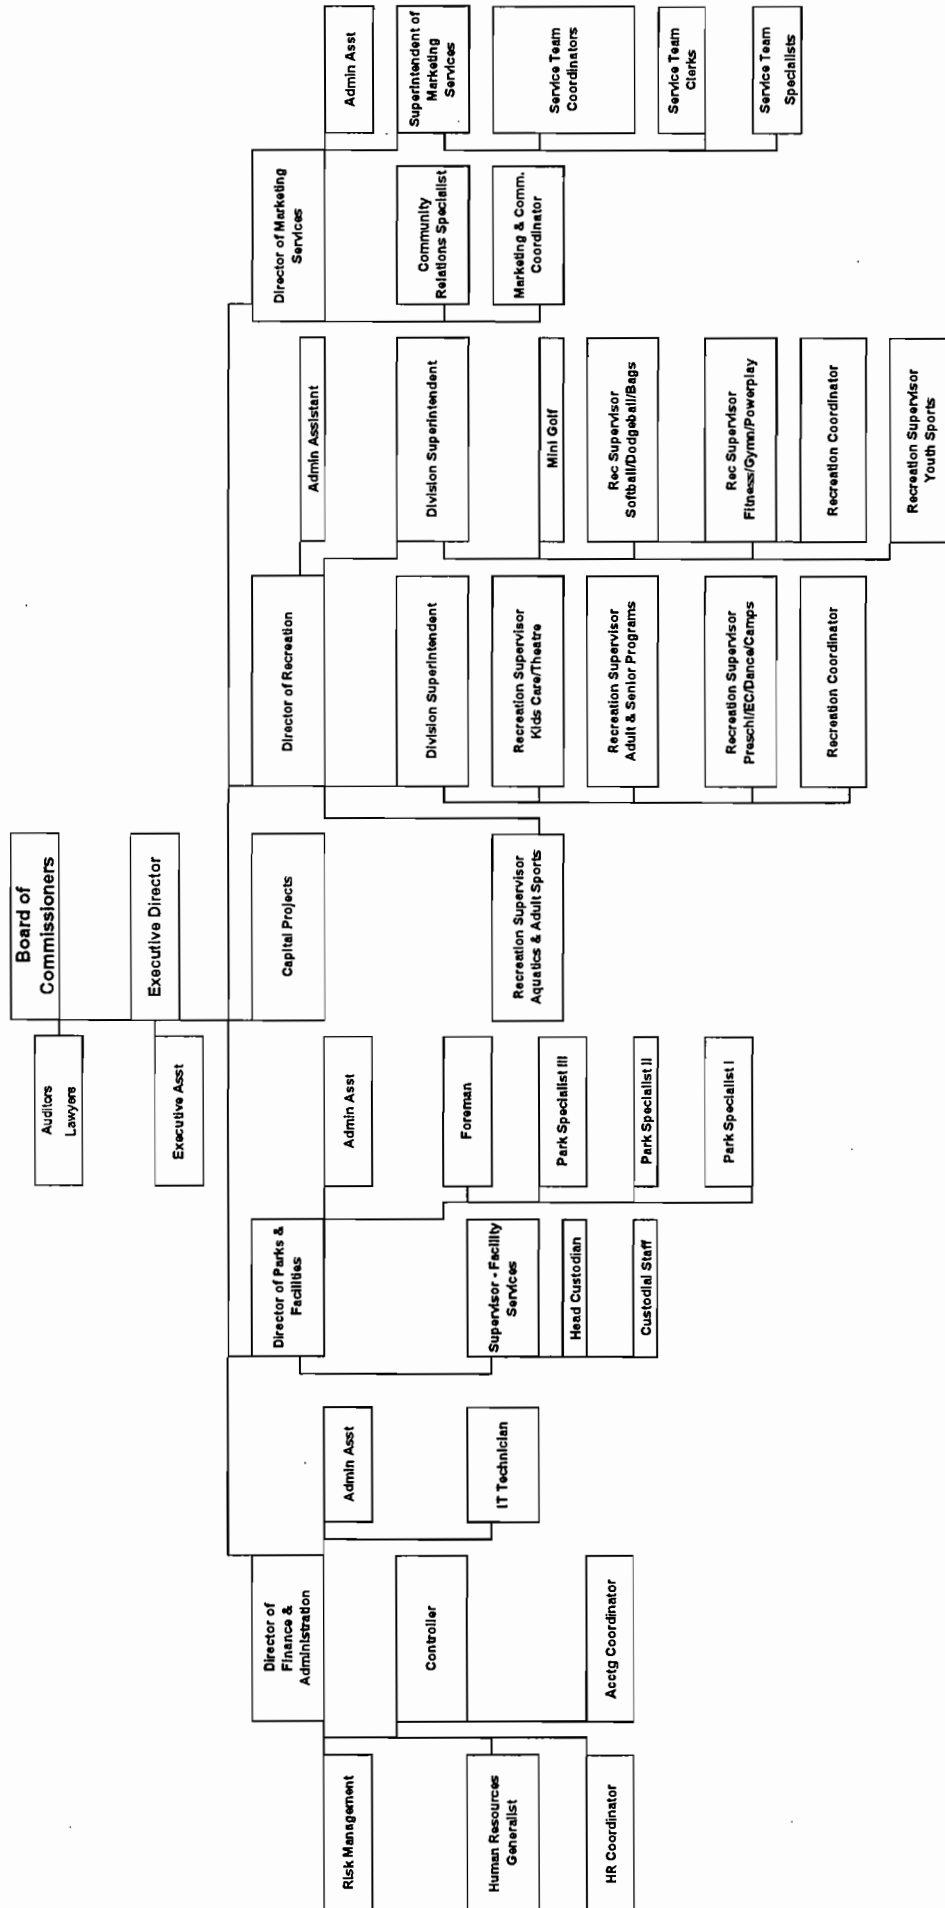 Board of
Commissioners
Auditors
Lawyers
Executive Director
Executive Asst
Director of
Finance &
Administration
Director of Parks &
Facilities
Capital Projects
Director of Recreation
Director of Marketing
Services
Risk Management
Admin Asst
Admin Asst
Admin Assistant
Admin Asst
Controller
Division Superintendent
Division Superintendent
Community
Relations Specialist
Superintendent of
Marketing
Services
Human Resources
Generalist
IT Technician
Supervisor - Facility
Services
Foreman
Recreation Supervisor
Aquatics & Adult Sports
Recreation Supervisor
Kids Care/Theatre
Mini Golf
Marketing & Comm.
Coordinator
Service Team
Coordinators
Head Custodian
Park Specialist III
HR Coordinator
Acctg Coordinator
Custodial Staff
Park Specialist II
Recreation Supervisor
Adult & Senior Programs
Rec Supervisor
Softball/Dodgeball/Bags
Service Team
Clerks
Park Specialist I
Recreation Supervisor
Preschl/EC/Dance/Camps
Rec Supervisor
Fitness/Gymn/Powerplay
Service Team
Specialists
Recreation Coordinator
Recreation Coordinator
Recreation Supervisor
Youth Sports